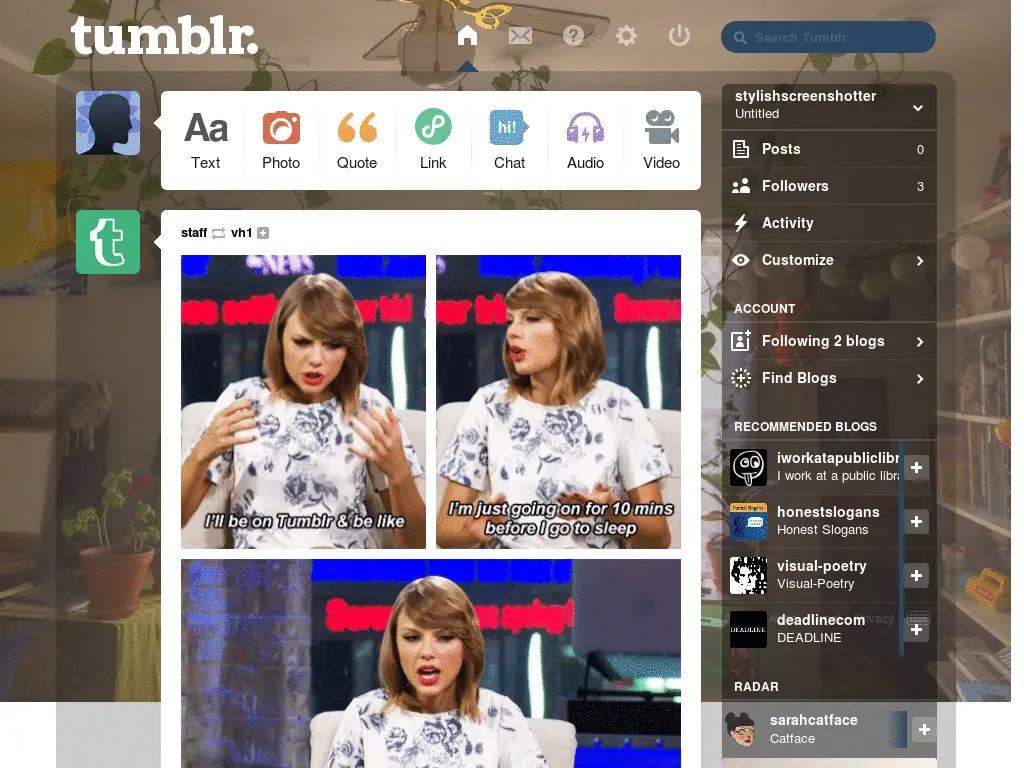 tumblr.
Search Tumblr
Aa
hi!
Text
Photo
Quote
Link
Chat
Audio
Video
t
staff vh1
I'll be on Tumblr & be like
I'm just going on for 10 mins
before I go to sleep
stylishscreenshotter
Untitled
Posts 0
Followers 3
Activity
Customize
ACCOUNT
Following 2 blogs
Find Blogs
RECOMMENDED BLOGS
iworkatapubliclibr
I work at a public libra
honestslogans
Honest Slogans
visual-poetry
Visual-Poetry
Privacy
DEADLINE
deadlinecom
DEADLINE
RADAR
sarahcatface
Catface